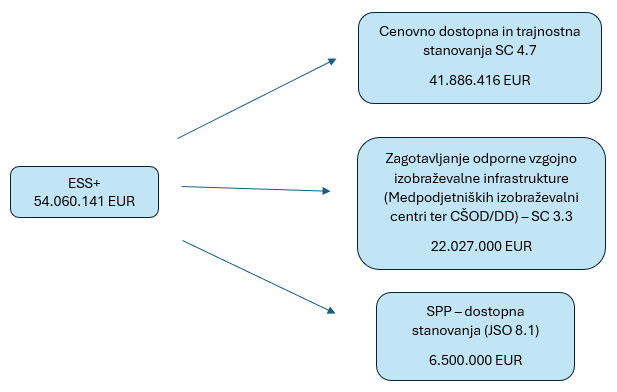 ESS+
54.060.141 EUR
Cenovno dostopna in trajnostna
stanovanja SC 4.7
41.886.416 EUR
Zagotavljanje odporne vzgojno
izobraževalne infrastrukture
(Medpodjetniških izobraževalni
centri ter CŠOD/DD) – SC 3.3
22.027.000 EUR
SPP – dostopna
stanovanja (JSO 8.1)
6.500.000 EUR